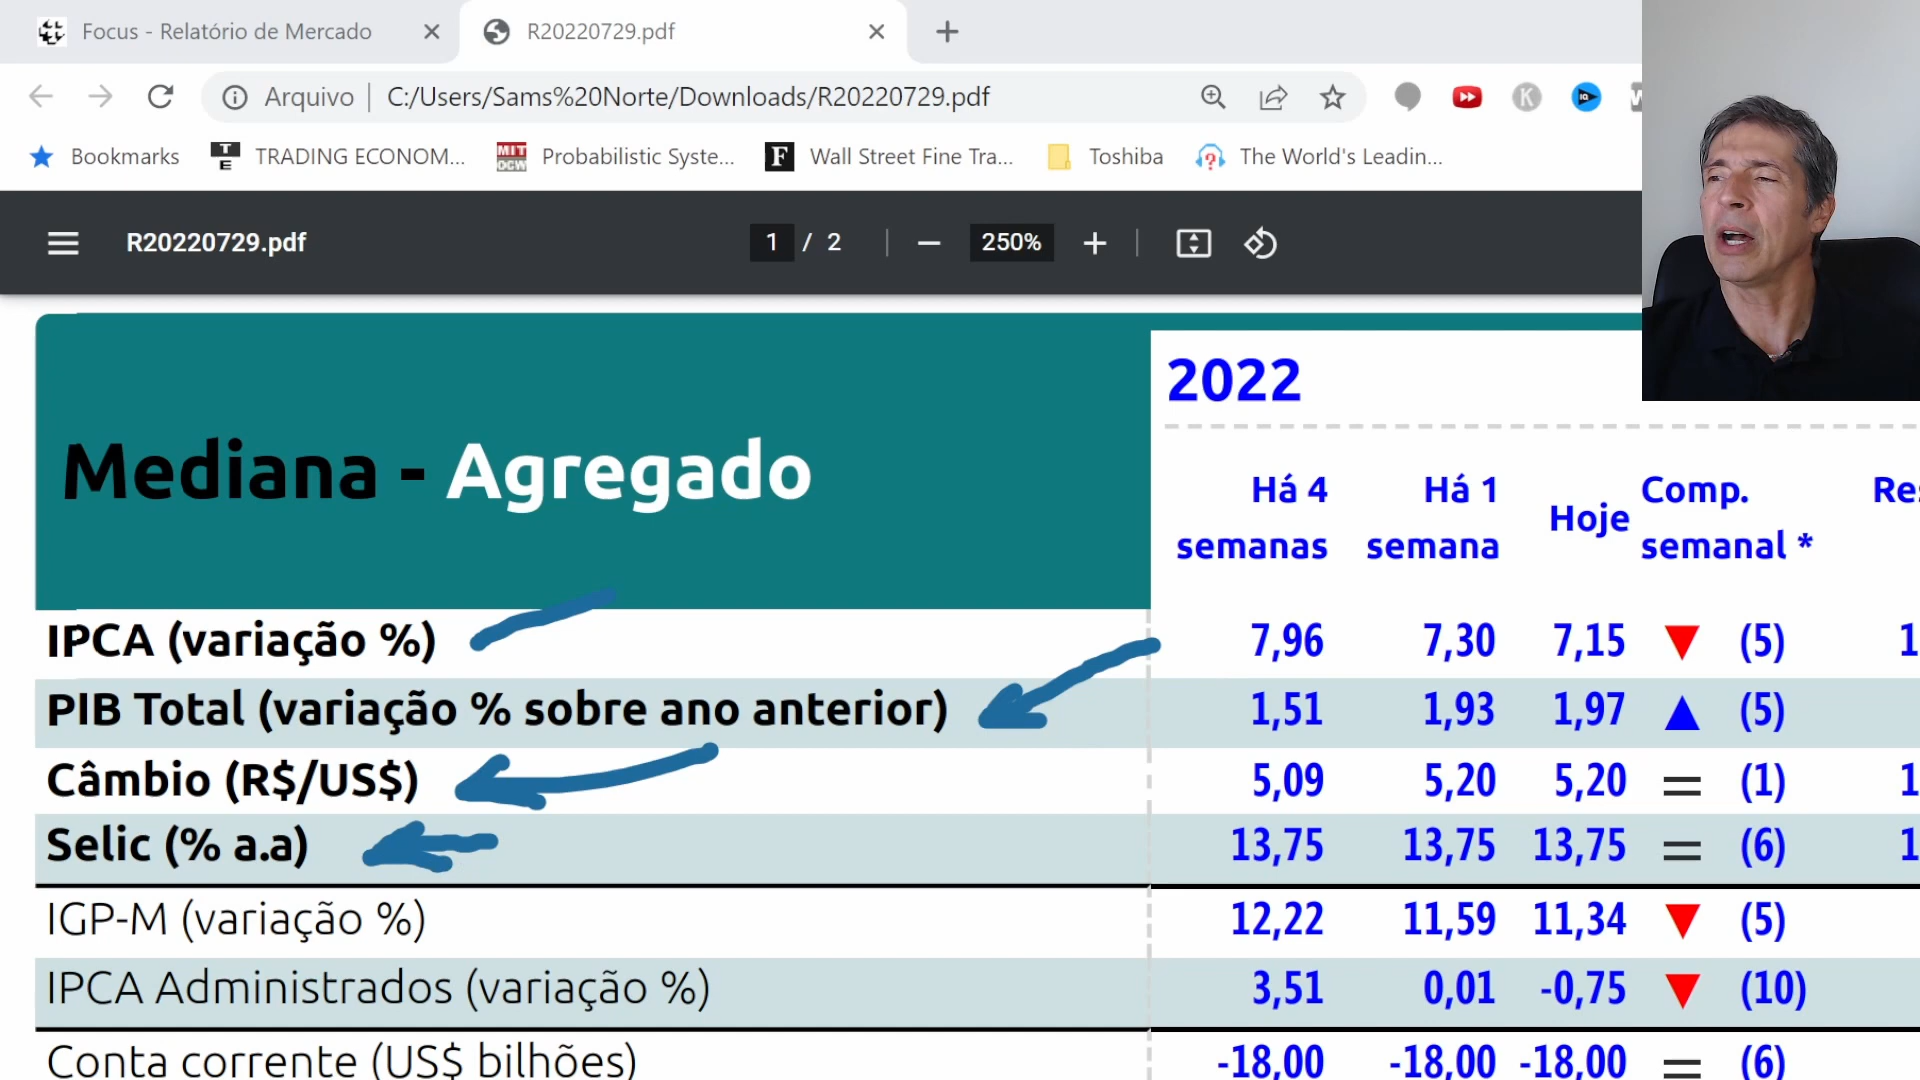 Focus - Relatório de Mercado
R20220729.pdf
Arquivo C:/Users/Sams%20Norte/Downloads/R20220729.pdf
K
IQ
Bookmarks
T
E
TRADING ECONOM...
MIT
OCW
Probabilistic Syste...
F
Wall Street Fine Tra...
Toshiba
The World's Leadin...
R20220729.pdf
1 / 2
250%
Mediana - Agregado
2022
Há 4 semanas
Há 1 semana
Hoje
Comp. semanal *
IPCA (variação %) 7,96 7,30 7,15 ▼ (5)
PIB Total (variação % sobre ano anterior) 1,51 1,93 1,97 ▲ (5)
Câmbio (R$/US$) 5,09 5,20 5,20 = (1)
Selic (% a.a) 13,75 13,75 13,75 = (6)
IGP-M (variação %) 12,22 11,59 11,34 ▼ (5)
IPCA Administrados (variação %) 3,51 0,01 -0,75 ▼ (10)
Conta corrente (US$ bilhões) -18,00 -18,00 -18,00 = (6)